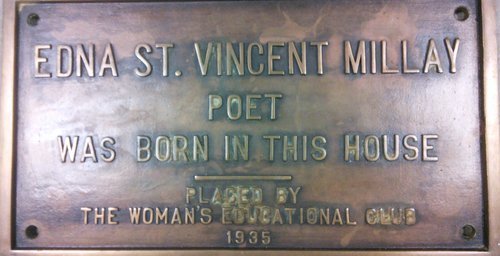 EDNA ST. VINCENT MILLAY
POET
WAS BORN IN THIS HOUSE
PLACED BY
THE WOMAN'S EDUCATIONAL CLUB
1935